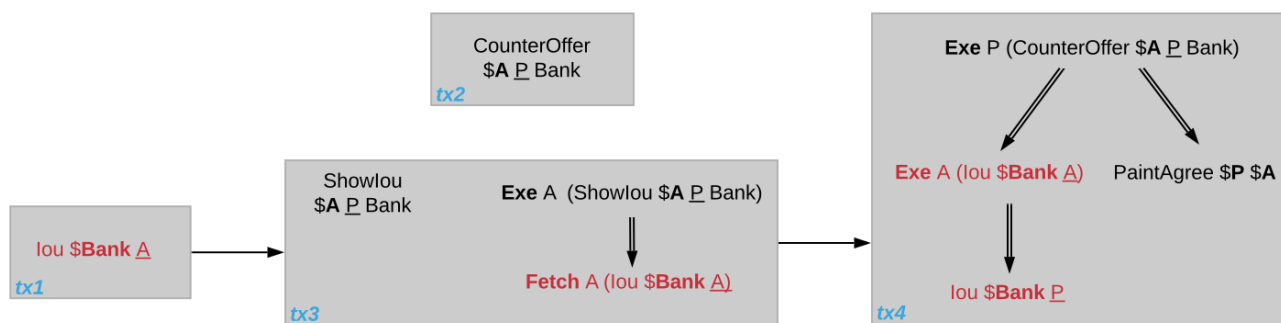 CounterOffer
$A P Bank
tx2
Exe P (CounterOffer $A P Bank)
Exe A (Iou $Bank A)
PaintAgree $P $A
Iou $Bank P
tx4
ShowIou
$A P Bank
Exe A (ShowIou $A P Bank)
Fetch A (Iou $Bank A)
tx3
Iou $Bank A
tx1